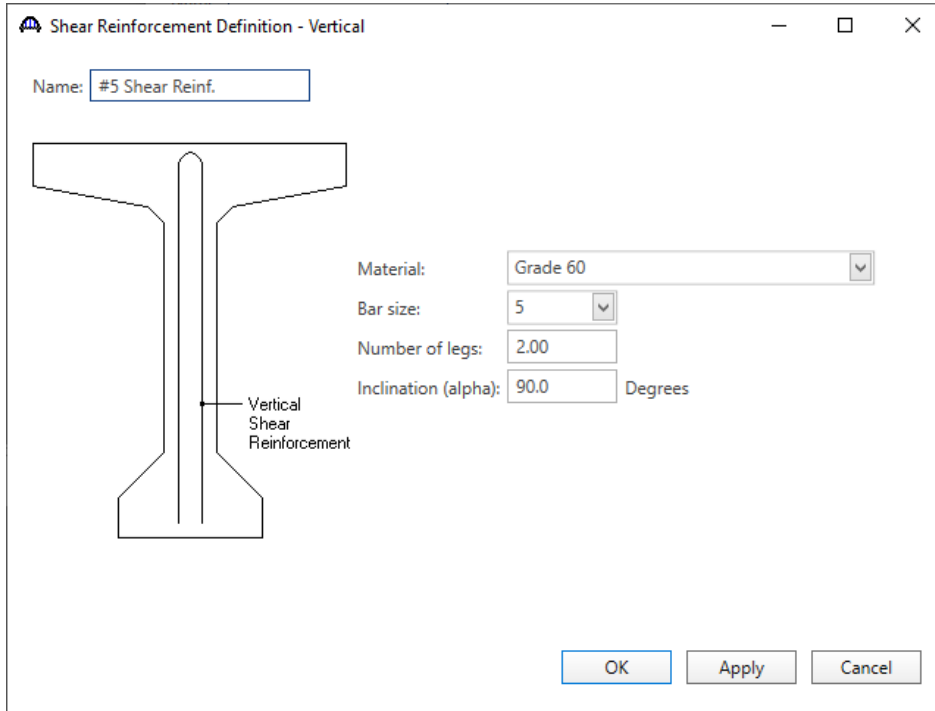 Shear Reinforcement Definition - Vertical
Name: #5 Shear Reinf.
Material: Grade 60
Bar size: 5
Number of legs: 2.00
Inclination (alpha): 90.0 Degrees
Vertical
Shear
Reinforcement
OK Apply Cancel